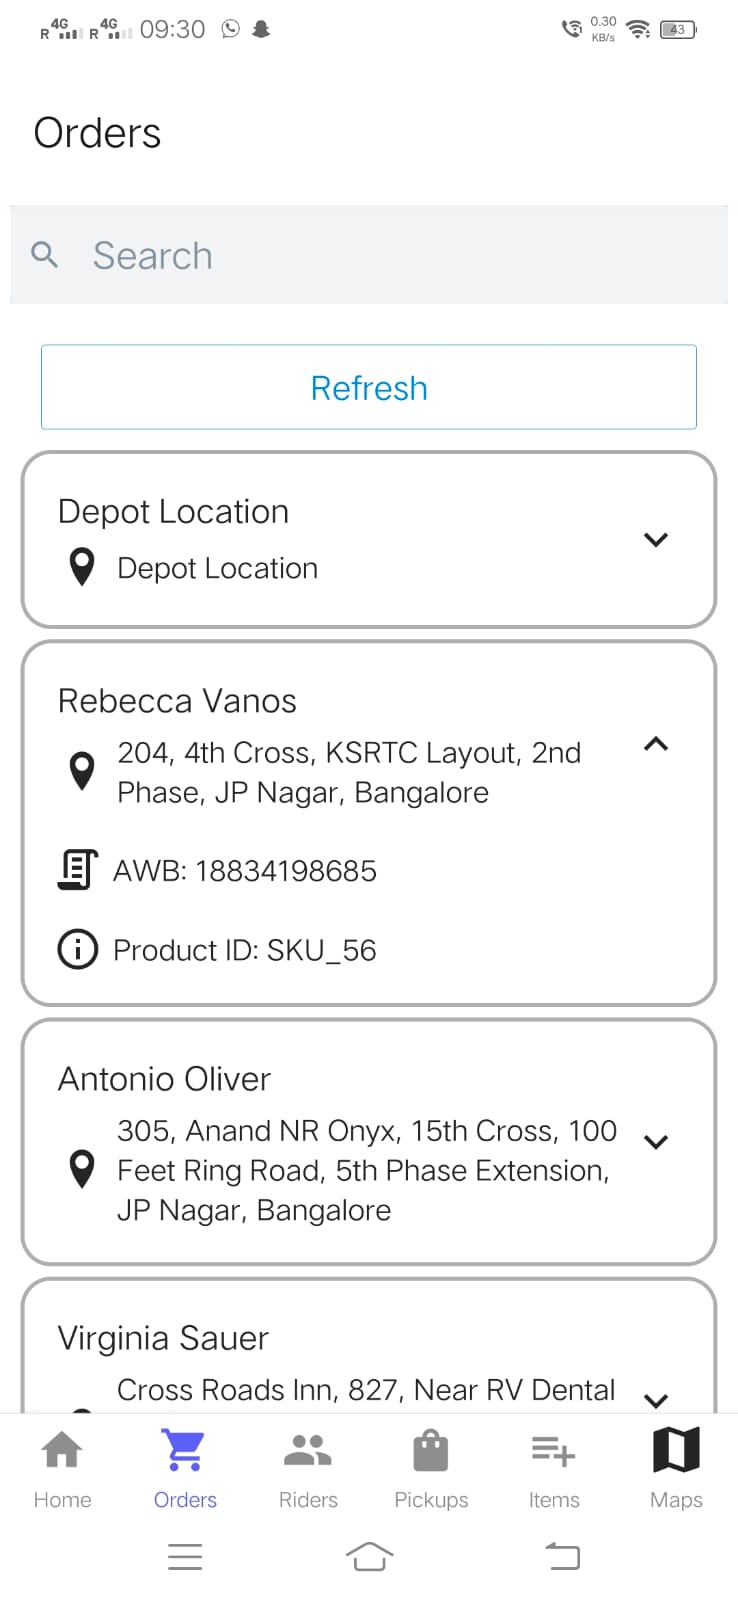 R 4G R 4G 09:30 0.30 KB/s 43
Orders
Search
Refresh
Depot Location
Depot Location
Rebecca Vanos
204, 4th Cross, KSRTC Layout, 2nd
Phase, JP Nagar, Bangalore
AWB: 18834198685
Product ID: SKU_56
Antonio Oliver
305, Anand NR Onyx, 15th Cross, 100
Feet Ring Road, 5th Phase Extension,
JP Nagar, Bangalore
Virginia Sauer
Cross Roads Inn, 827, Near RV Dental
Home Orders Riders Pickups Items Maps